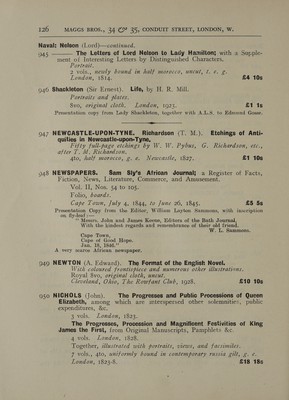 126 MAGGS BROS., 34 & 35, CONDUIT STREET, LONDON, W.
Naval: Nelson (Lord)—continued.
945 ——— The Letters of Lord Nelson to Lady Hamilton; with a Supple-
ment of Interesting Letters by Distinguished Characters.
Portrait.
2 vols., newly bound in half morocco, uncut, t. e. g.
London, 1814. £4 10s
946 Shackleton (Sir Ernest). Life, by H. R. Mill.
Portraits and plates.
8vo, original cloth. London, 1923. £1 1s
Presentation copy from Lady Shackleton, together with A.L.S. to Edmund Gosse.
947 NEWCASTLE-UPON-TYNE. Richardson (T. M.). Etchings of Anti-
quities in Newcastle-upon-Tyne,
Fifty full-page etchings by W. W. Pybus, G. Richardson, etc.,
after T. M. Richardson.
4to, half morocco, g. e. Newcastle, 1827. £1 10s
948 NEWSPAPERS. Sam Sly's African Journal; a Register of Facts,
Fiction, News, Literature, Commerce, and Amusement.
Vol. II, Nos. 54 to 105.
Folio, boards.
Cape Town, July 4, 1844, to June 26, 1845. £5 5s
Presentation Copy from the Editor, William Layton Sammons, with inscription
on fly-leaf:—
"Messrs. John and James Keene, Editors of the Bath Journal,
With the kindest regards and remembrance of their old friend.
W. L. Sammons.
Cape Town,
Cape of Good Hope.
Jan. 18, 1846."
A very scarce African newspaper.
949 NEWTON (A. Edward). The Format of the English Novel.
With coloured frontispiece and numerous other illustrations.
Royal 8vo, original cloth, uncut.
Cleveland, Ohio, The Rowfant Club, 1928. £10 10s
950 NICHOLS (John). The Progresses and Public Processions of Queen
Elizabeth, among which are interspersed other solemnities, public
expenditures, &c.
3 vols. London, 1823.
The Progresses, Procession and Magnificent Festivities of King
James the First, from Original Manuscripts, Pamphlets &c.
4 vols. London, 1828.
Together, illustrated with portraits, views, and facsimiles.
7 vols., 4to, uniformly bound in contemporary russia gilt, g. e.
London, 1823-8. £18 18s